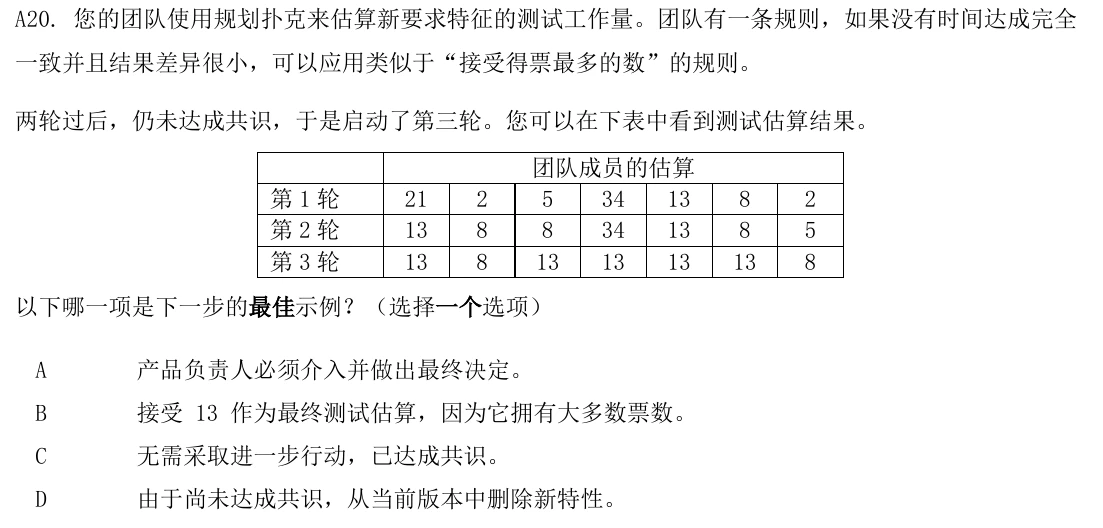 A20. 您的团队使用规划扑克来估算新要求特征的测试工作量。团队有一条规则，如果没有时间达成完全
一致并且结果差异很小，可以应用类似于“接受得票最多的数”的规则。
两轮过后，仍未达成共识，于是启动了第三轮。您可以在下表中看到测试估算结果。
团队成员的估算
第 1 轮 21 2 5 34 13 8 2
第 2 轮 13 8 8 34 13 8 5
第 3 轮 13 8 13 13 13 13 8
以下哪一项是下一步的最佳示例？（选择一个选项）
A 产品负责人必须介入并做出最终决定。
B 接受 13 作为最终测试估算，因为它拥有大多数票数。
C 无需采取进一步行动，已达成共识。
D 由于尚未达成共识，从当前版本中删除新特性。